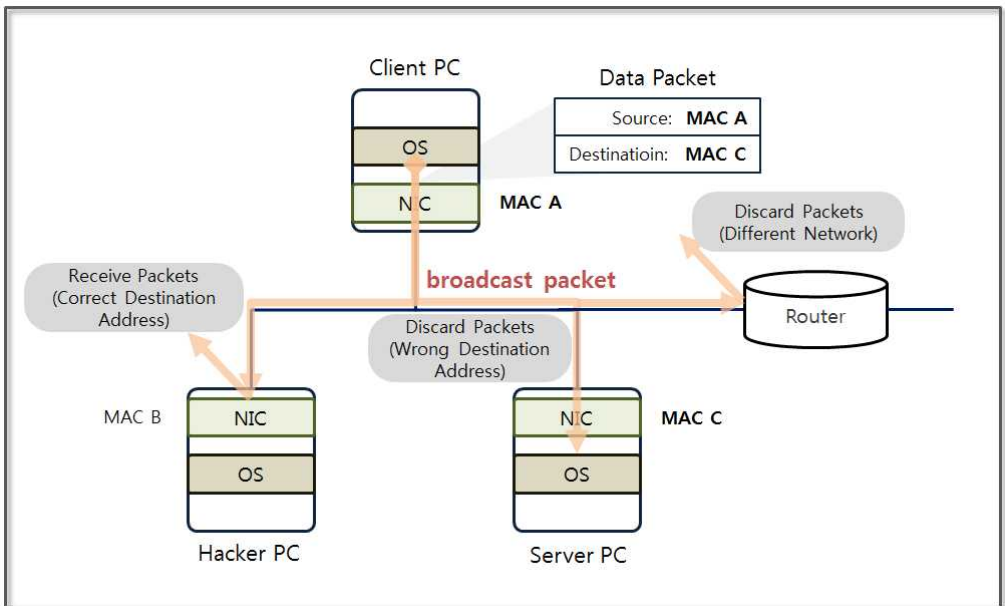 Client PC
Data Packet
Source: MAC A
Destinatioin: MAC C
OS
NIC
MAC A
Discard Packets
(Different Network)
Receive Packets
(Correct Destination
Address)
broadcast packet
Router
Discard Packets
(Wrong Destination
Address)
MAC B
NIC
OS
Hacker PC
NIC
MAC C
OS
Server PC